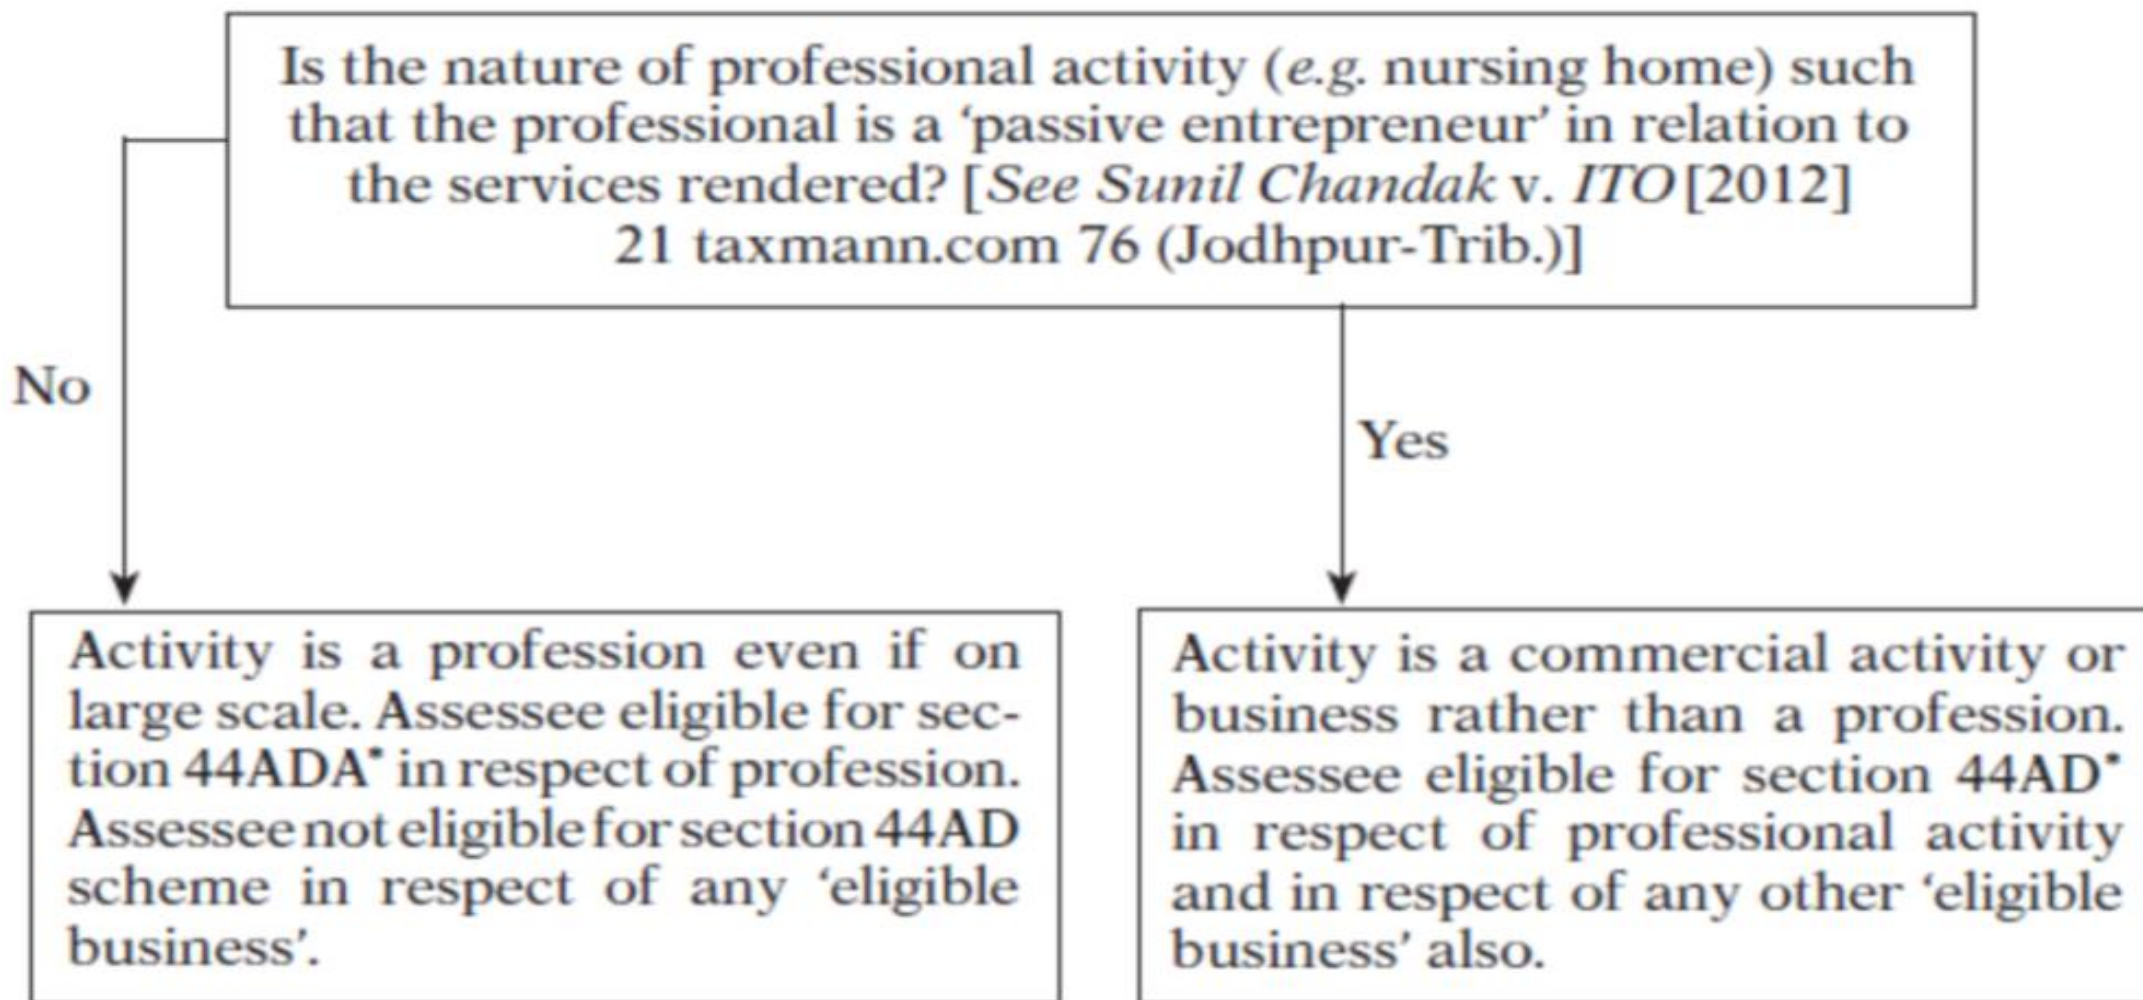 Is the nature of professional activity (e.g. nursing home) such
that the professional is a ‘passive entrepreneur’ in relation to
the services rendered? [See Sunil Chandak v. ITO [2012]
21 taxmann.com 76 (Jodhpur-Trib.)]
No
Yes
Activity is a profession even if on
large scale. Assessee eligible for sec-
tion 44ADA* in respect of profession.
Assessee not eligible for section 44AD
scheme in respect of any ‘eligible
business’.
Activity is a commercial activity or
business rather than a profession.
Assessee eligible for section 44AD*
in respect of professional activity
and in respect of any other ‘eligible
business’ also.